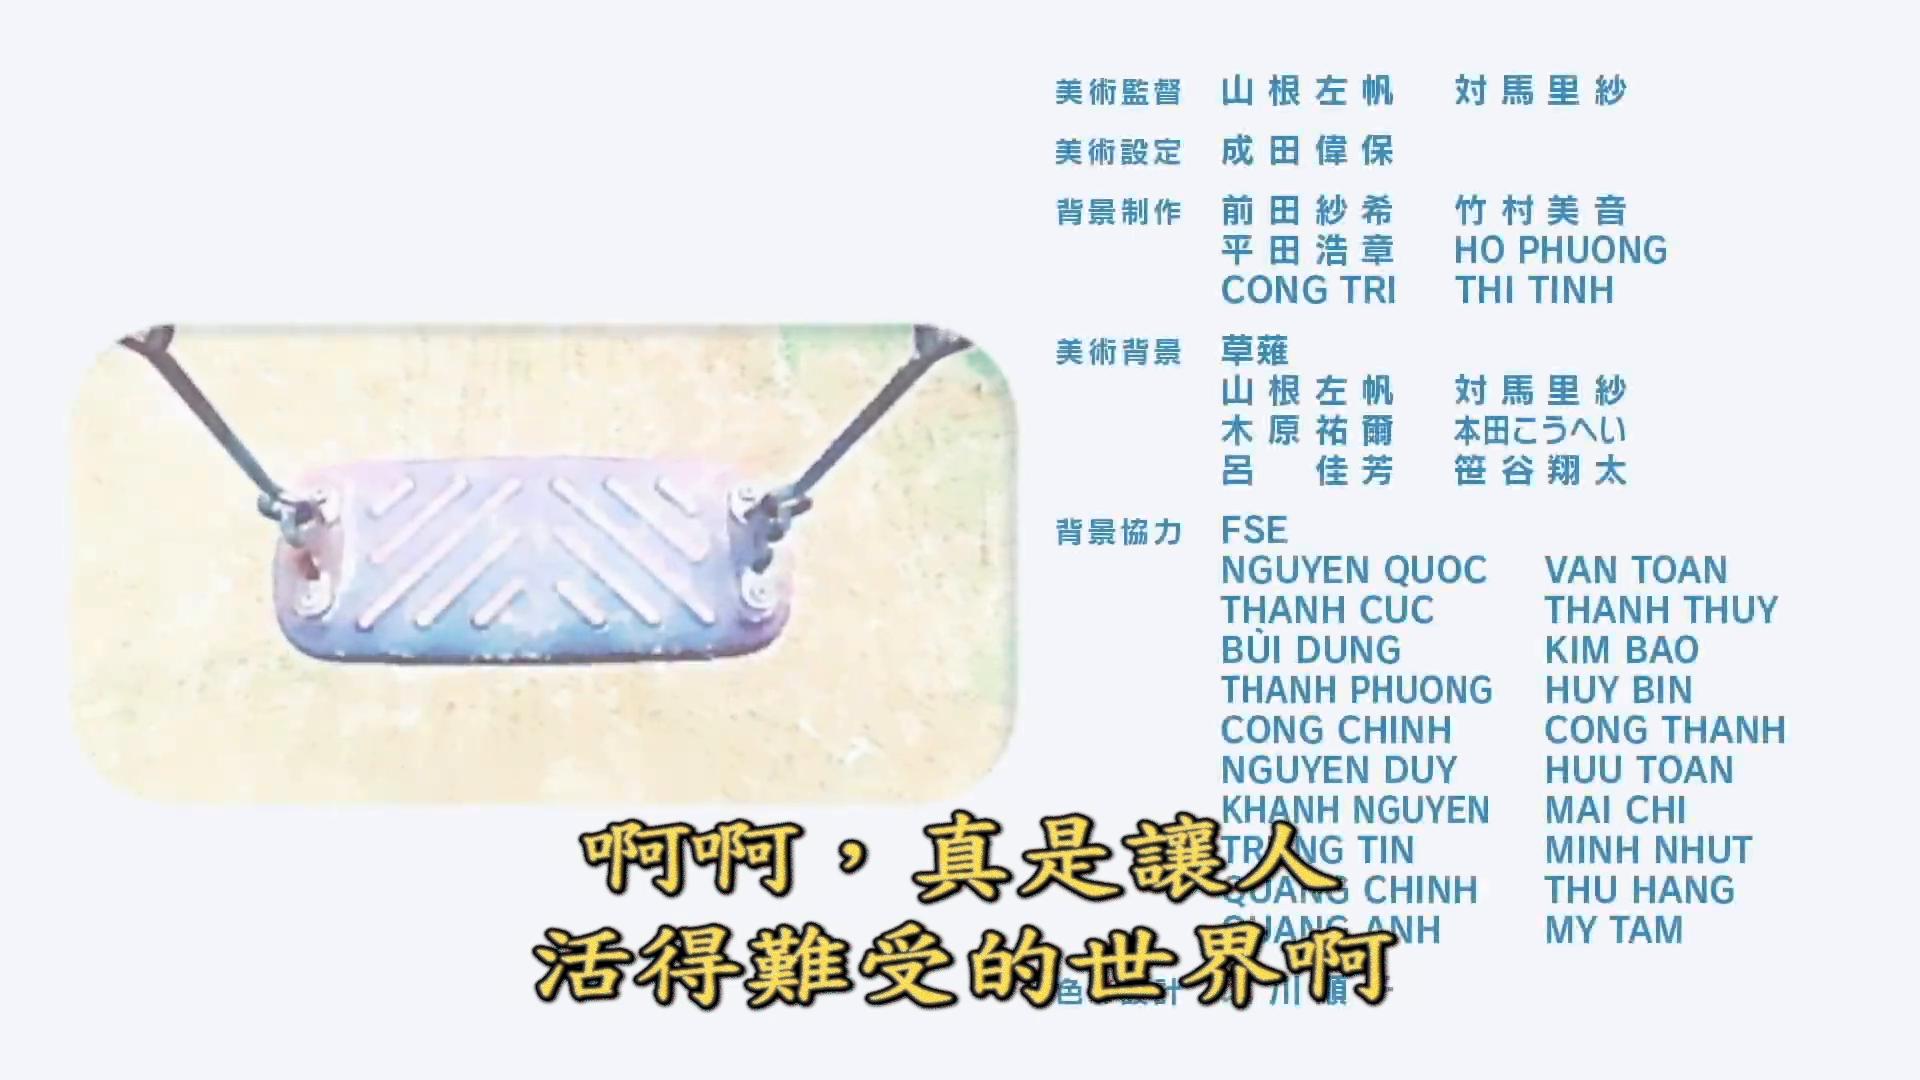 美術監督 山根左帆 対馬里紗
美術設定 成田偉保
背景制作 前田紗希 竹村美音
平田浩章 HO PHUONG
CONG TRI THI TINH
美術背景 草薙
山根左帆 対馬里紗
木原祐爾 本田こうへい
呂 佳芳 笹谷翔太
背景協力 FSE
NGUYEN QUOC VAN TOAN
THANH CUC THANH THUY
BÙI DUNG KIM BAO
THANH PHUONG HUY BIN
CONG CHINH CONG THANH
NGUYEN DUY HUU TOAN
KHANH NGUYEN MAI CHI
TIN MINH NHUT
QUANG CHINH THU HANG
QUANG ANH MY TAM
啊啊，真是讓人
活得難受的世界啊